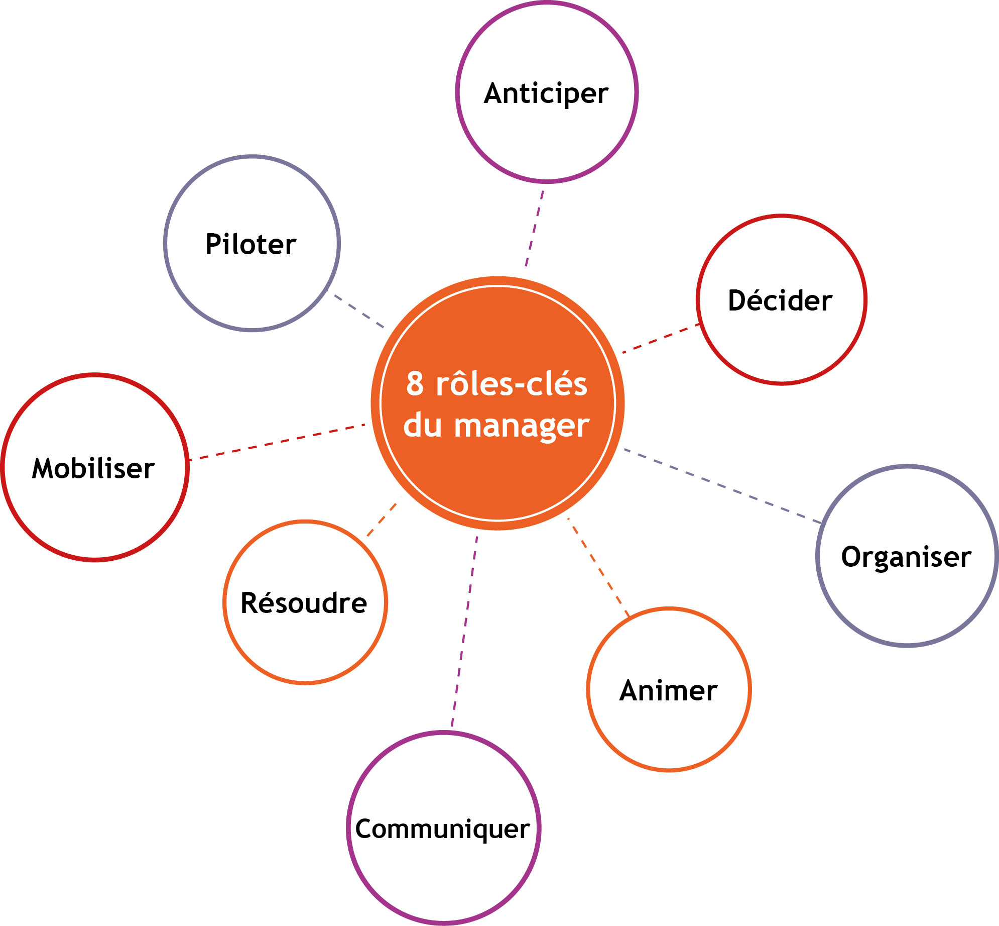 Anticiper
Piloter
Décider
8 rôles-clés
du manager
Mobiliser
Organiser
Résoudre
Animer
Communiquer